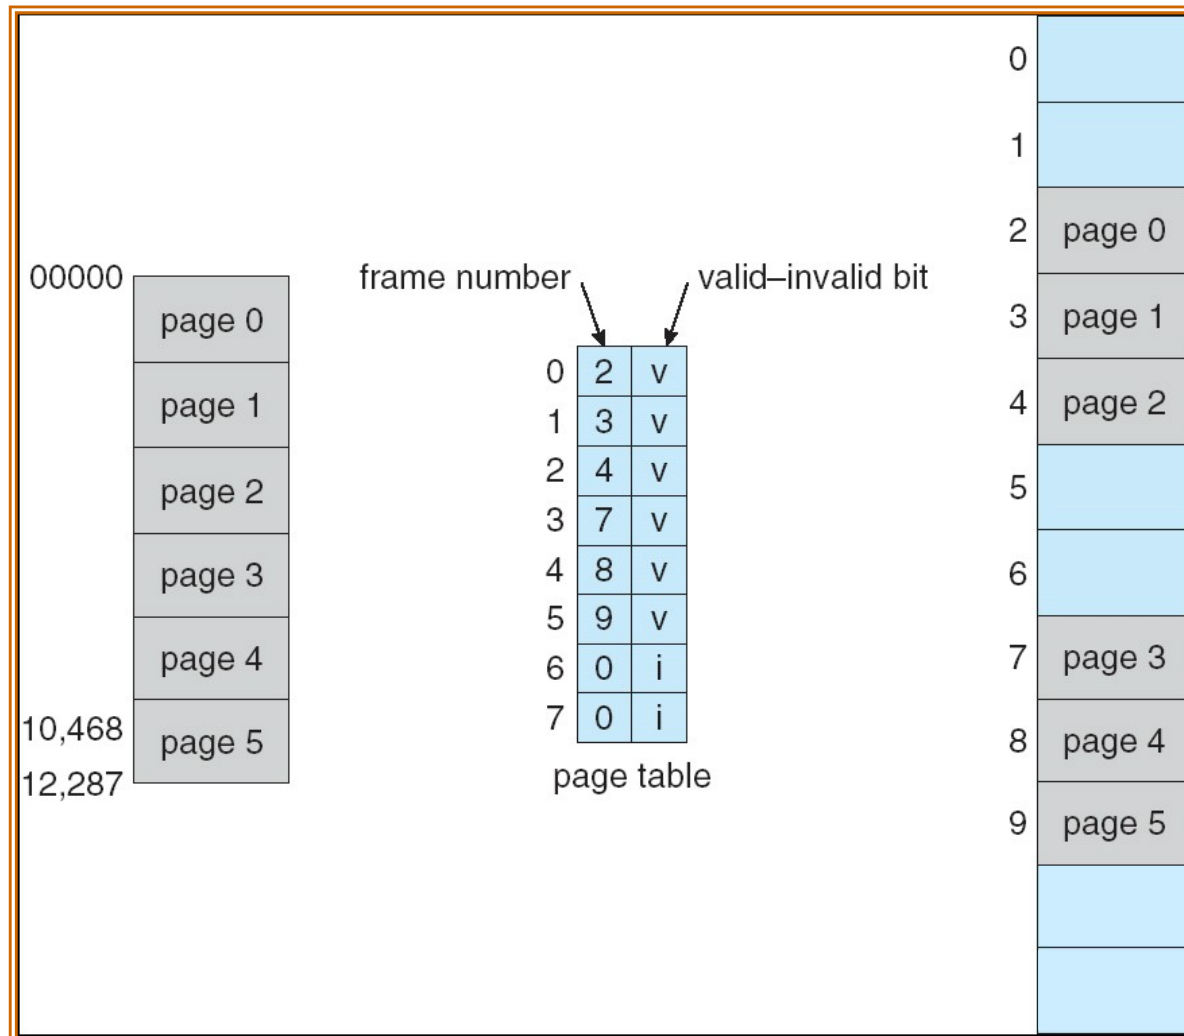 00000
page 0
page 1
page 2
page 3
page 4
page 5
10,468
12,287
frame number
valid–invalid bit
0 2 v
1 3 v
2 4 v
3 7 v
4 8 v
5 9 v
6 0 i
7 0 i
page table
0
1
2 page 0
3 page 1
4 page 2
5
6
7 page 3
8 page 4
9 page 5